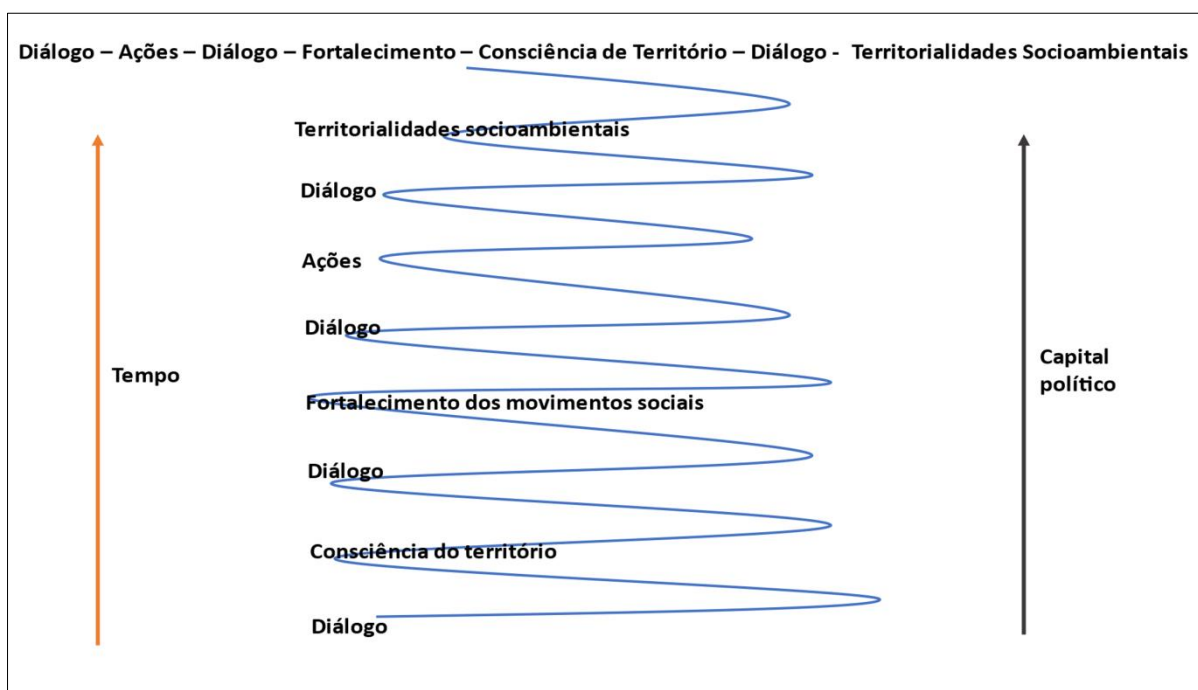 Diálogo – Ações – Diálogo – Fortalecimento – Consciência de Território – Diálogo - Territorialidades Socioambientais
Territorialidades socioambientais
Diálogo
Ações
Diálogo
Tempo
Capital
político
Fortalecimento dos movimentos sociais
Diálogo
Consciência do território
Diálogo